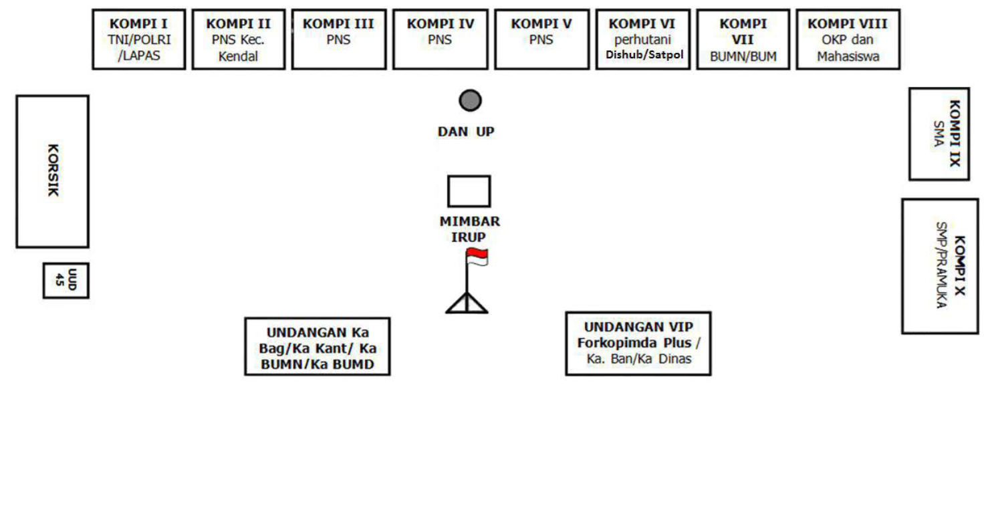 KOMPI I
TNI/POLRI
/LAPAS
KOMPI II
PNS Kec.
Kendal
KOMPI III
PNS
KOMPI IV
PNS
KOMPI V
PNS
KOMPI VI
perhutani
Dishub/Satpol
KOMPI
VII
BUMN/BUM
KOMPI VIII
OKP dan
Mahasiswa
KORSIK
DAN UP
KOMPI IX
SMA
MIMBAR
IRUP
UUD
45
KOMPI X
SMP/PRAMUKA
UNDANGAN Ka
Bag/Ka Kant/ Ka
BUMN/Ka BUMD
UNDANGAN VIP
Forkopimda Plus /
Ka. Ban/Ka Dinas